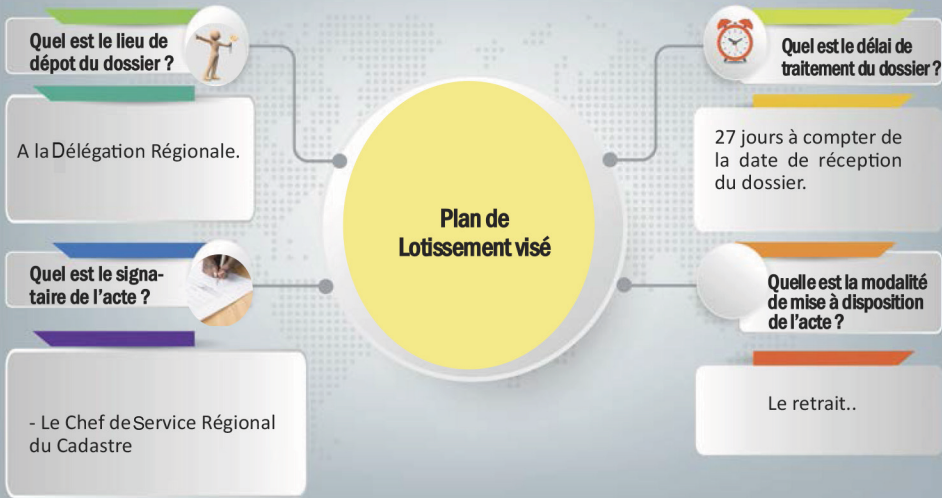 Quel est le lieu de
dépot du dossier ?
A la Délégation Régionale.
Quel est le signa-
taire de l’acte ?
- Le Chef de Service Régional
du Cadastre
Plan de
Lotissement visé
Quel est le délai de
traitement du dossier ?
27 jours à compter de
la date de réception
du dossier.
Quelle est la modalité
de mise à disposition
de l’acte ?
Le retrait..